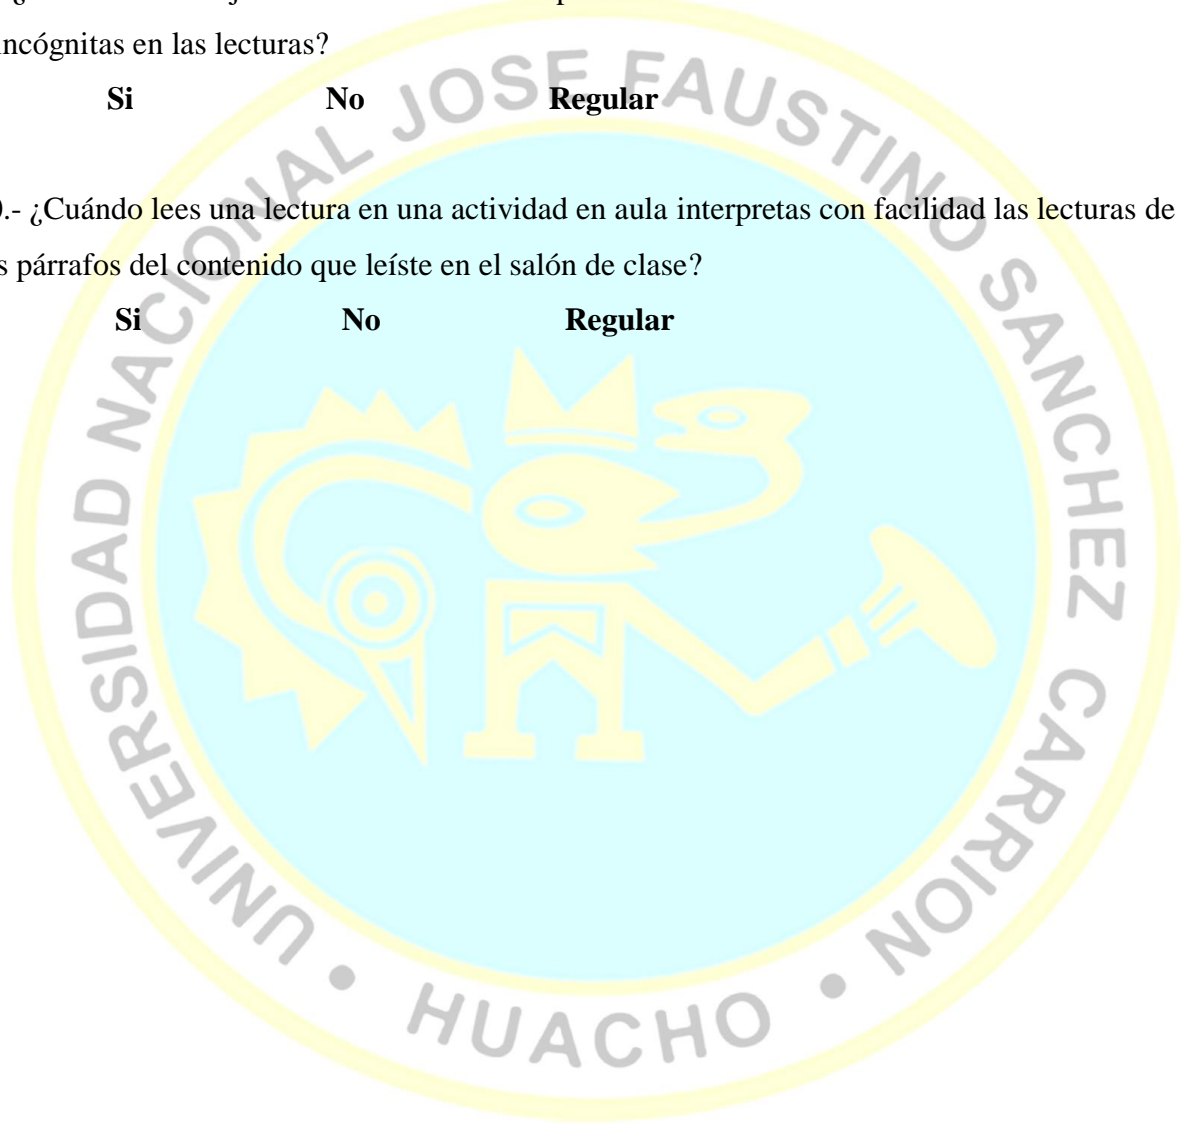 incógnitas en las lecturas?
Si No Regular
.- ¿Cuándo lees una lectura en una actividad en aula interpretas con facilidad las lecturas de
s párrafos del contenido que leíste en el salón de clase?
Si No Regular
UNIVERSIDAD NACIONAL JOSE FAUSTINO SANCHEZ CARRION
• HUACHO •